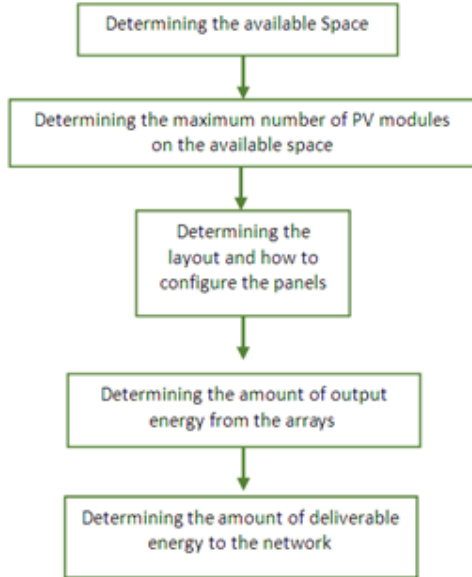 Determining the available Space
Determining the maximum number of PV modules
on the available space
Determining the
layout and how to
configure the panels
Determining the amount of output
energy from the arrays
Determining the amount of deliverable
energy to the network